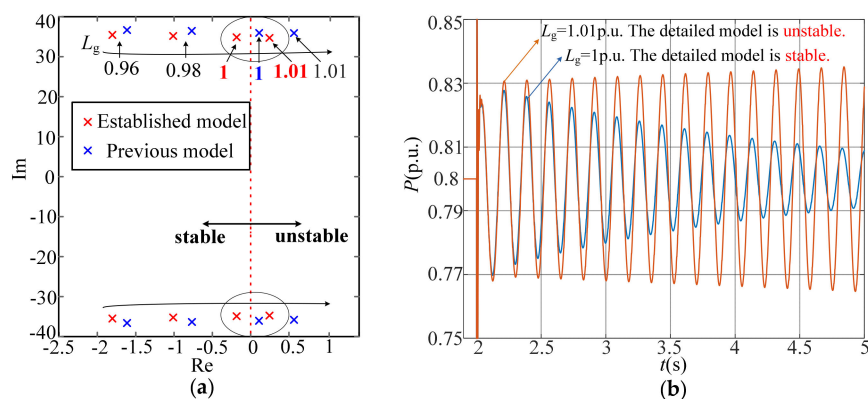 40
30
20
10
0
-10
-20
-30
-40
Im
Lg
0.96
0.98
1
1
1.01
1.01
× Established model
× Previous model
stable
unstable
-2.5
-2
-1.5
-1
-0.5
0
0.5
1
Re
(a)
0.85
0.83
0.81
0.8
0.79
0.77
0.75
P(p.u.)
Lg=1.01p.u. The detailed model is unstable.
Lg=1p.u. The detailed model is stable.
2
2.5
3
3.5
4
4.5
5
t(s)
(b)